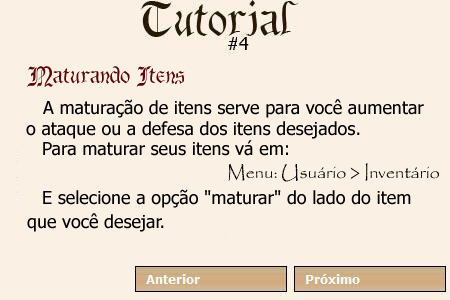 Tutorial
#4
Maturando Itens
A maturação de itens serve para você aumentar
o ataque ou a defesa dos itens desejados.
Para maturar seus itens vá em:
Menu: Usuário > Inventário
E selecione a opção "maturar" do lado do item
que você desejar.
Anterior
Próximo